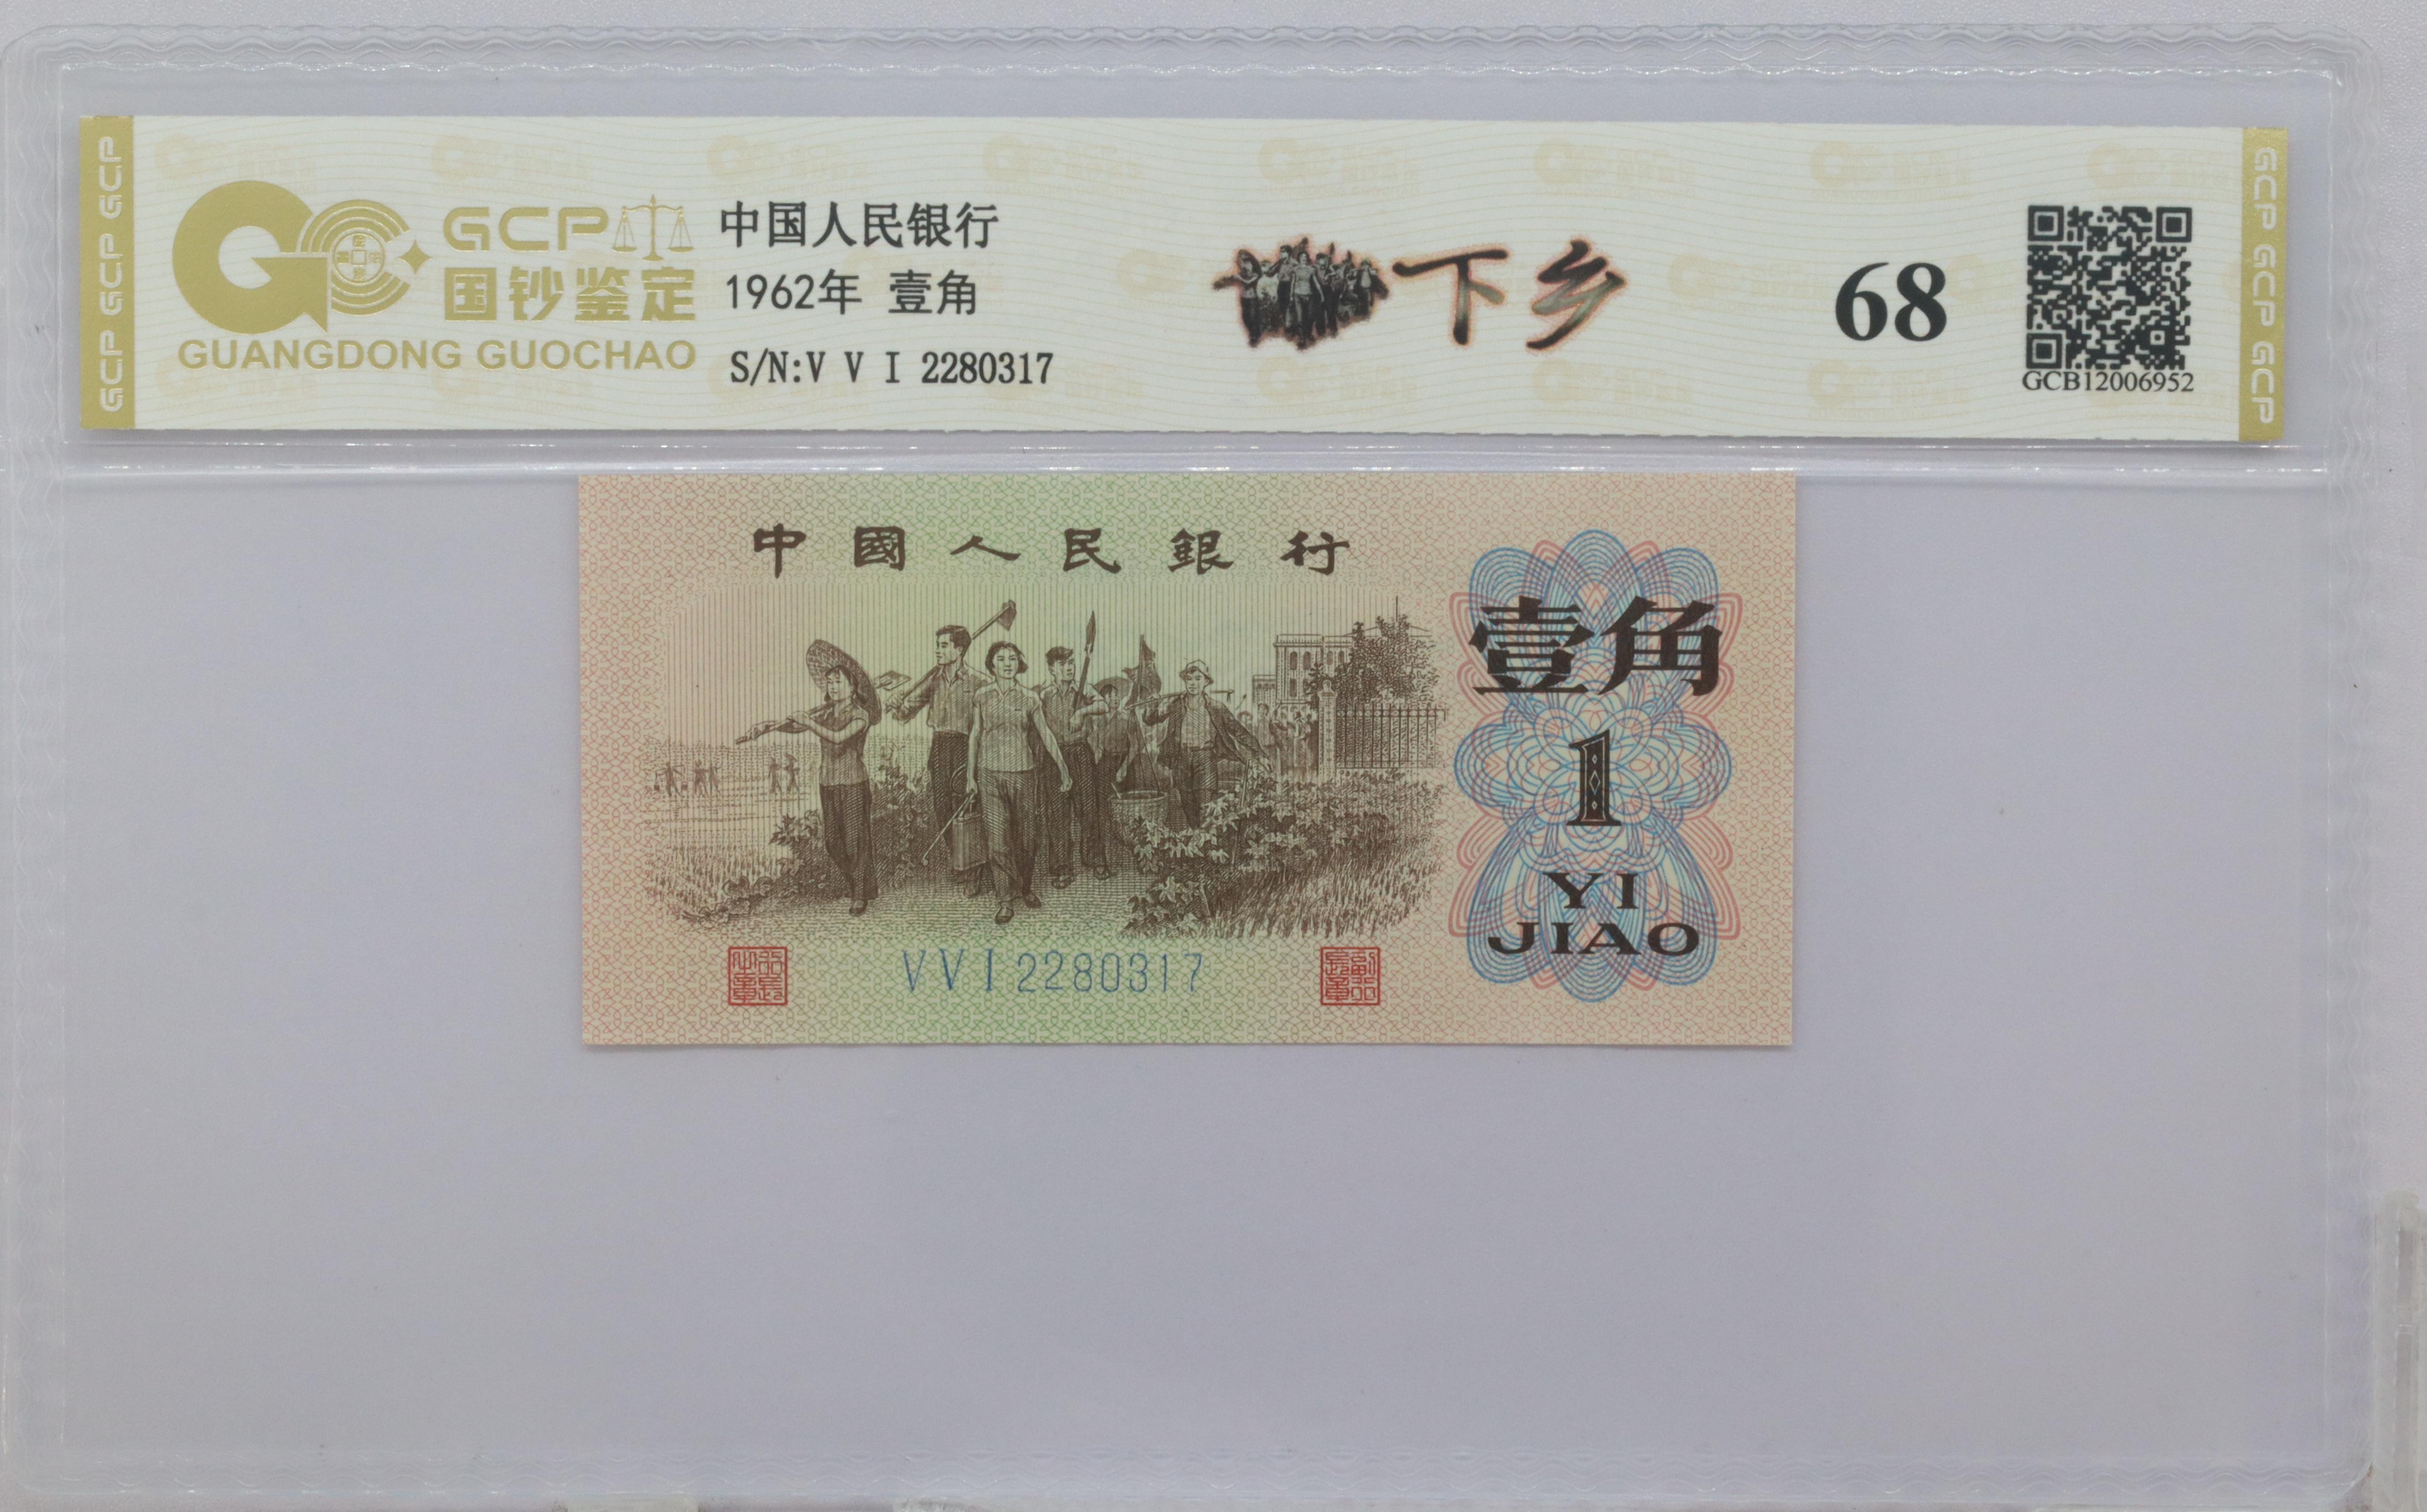 GCP GCP GCP
GCP
国钞鉴定
GUANGDONG GUOCHAO
中国人民银行
1962年 壹角
S/N:V V I 2280317
下乡
68
GCB12006952
GCP GCP GCP
中國人民銀行
壹角
1
YI
JIAO
VVI2280317